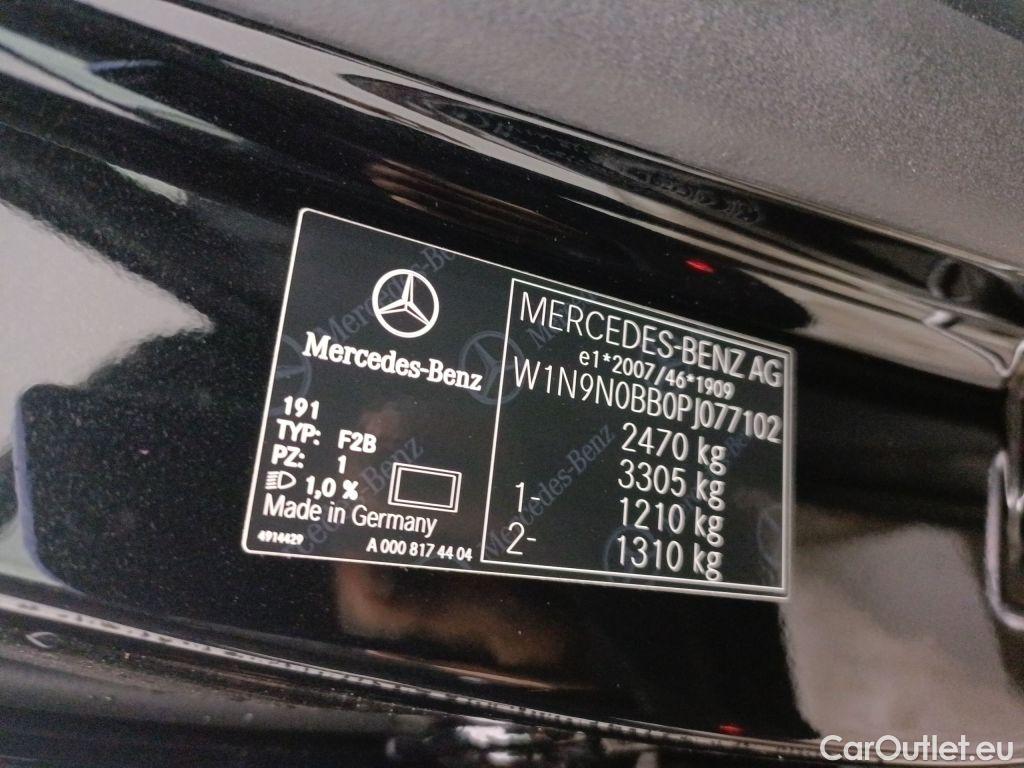 Mercedes-Benz
191
TYP: F2B
PZ: 1
1,0 %
Made in Germany
4914429
A 000 817 44 04
MERCEDES-BENZ AG
e1*2007/46*1909
W1N9N0BB0PJ077102
2470 kg
3305 kg
1- 1210 kg
2- 1310 kg
CarOutlet.eu